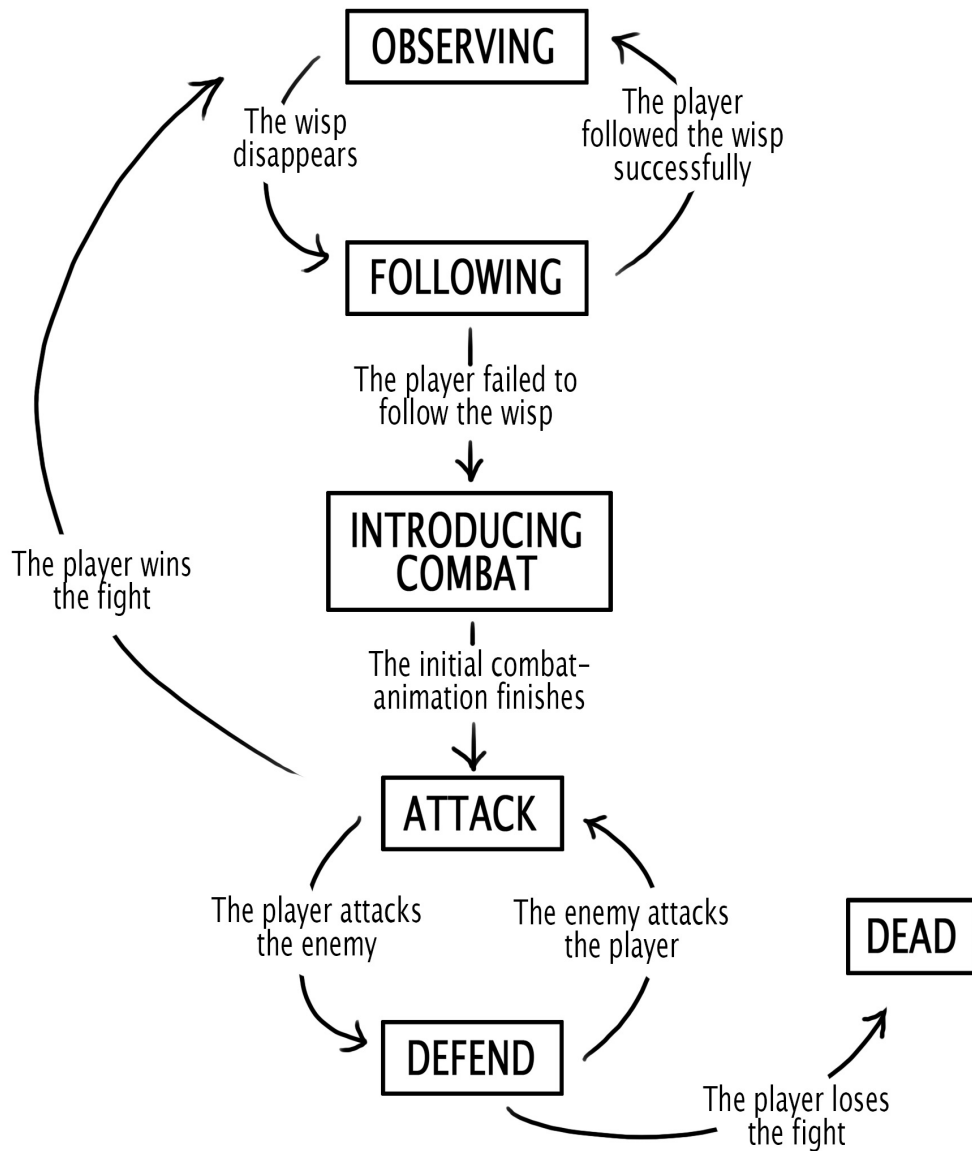 OBSERVING
The wisp
disappears
The player
followed the wisp
successfully
FOLLOWING
The player failed to
follow the wisp
INTRODUCING
COMBAT
The player wins
the fight
The initial combat-
animation finishes
ATTACK
The player attacks
the enemy
The enemy attacks
the player
DEAD
DEFEND
The player loses
the fight